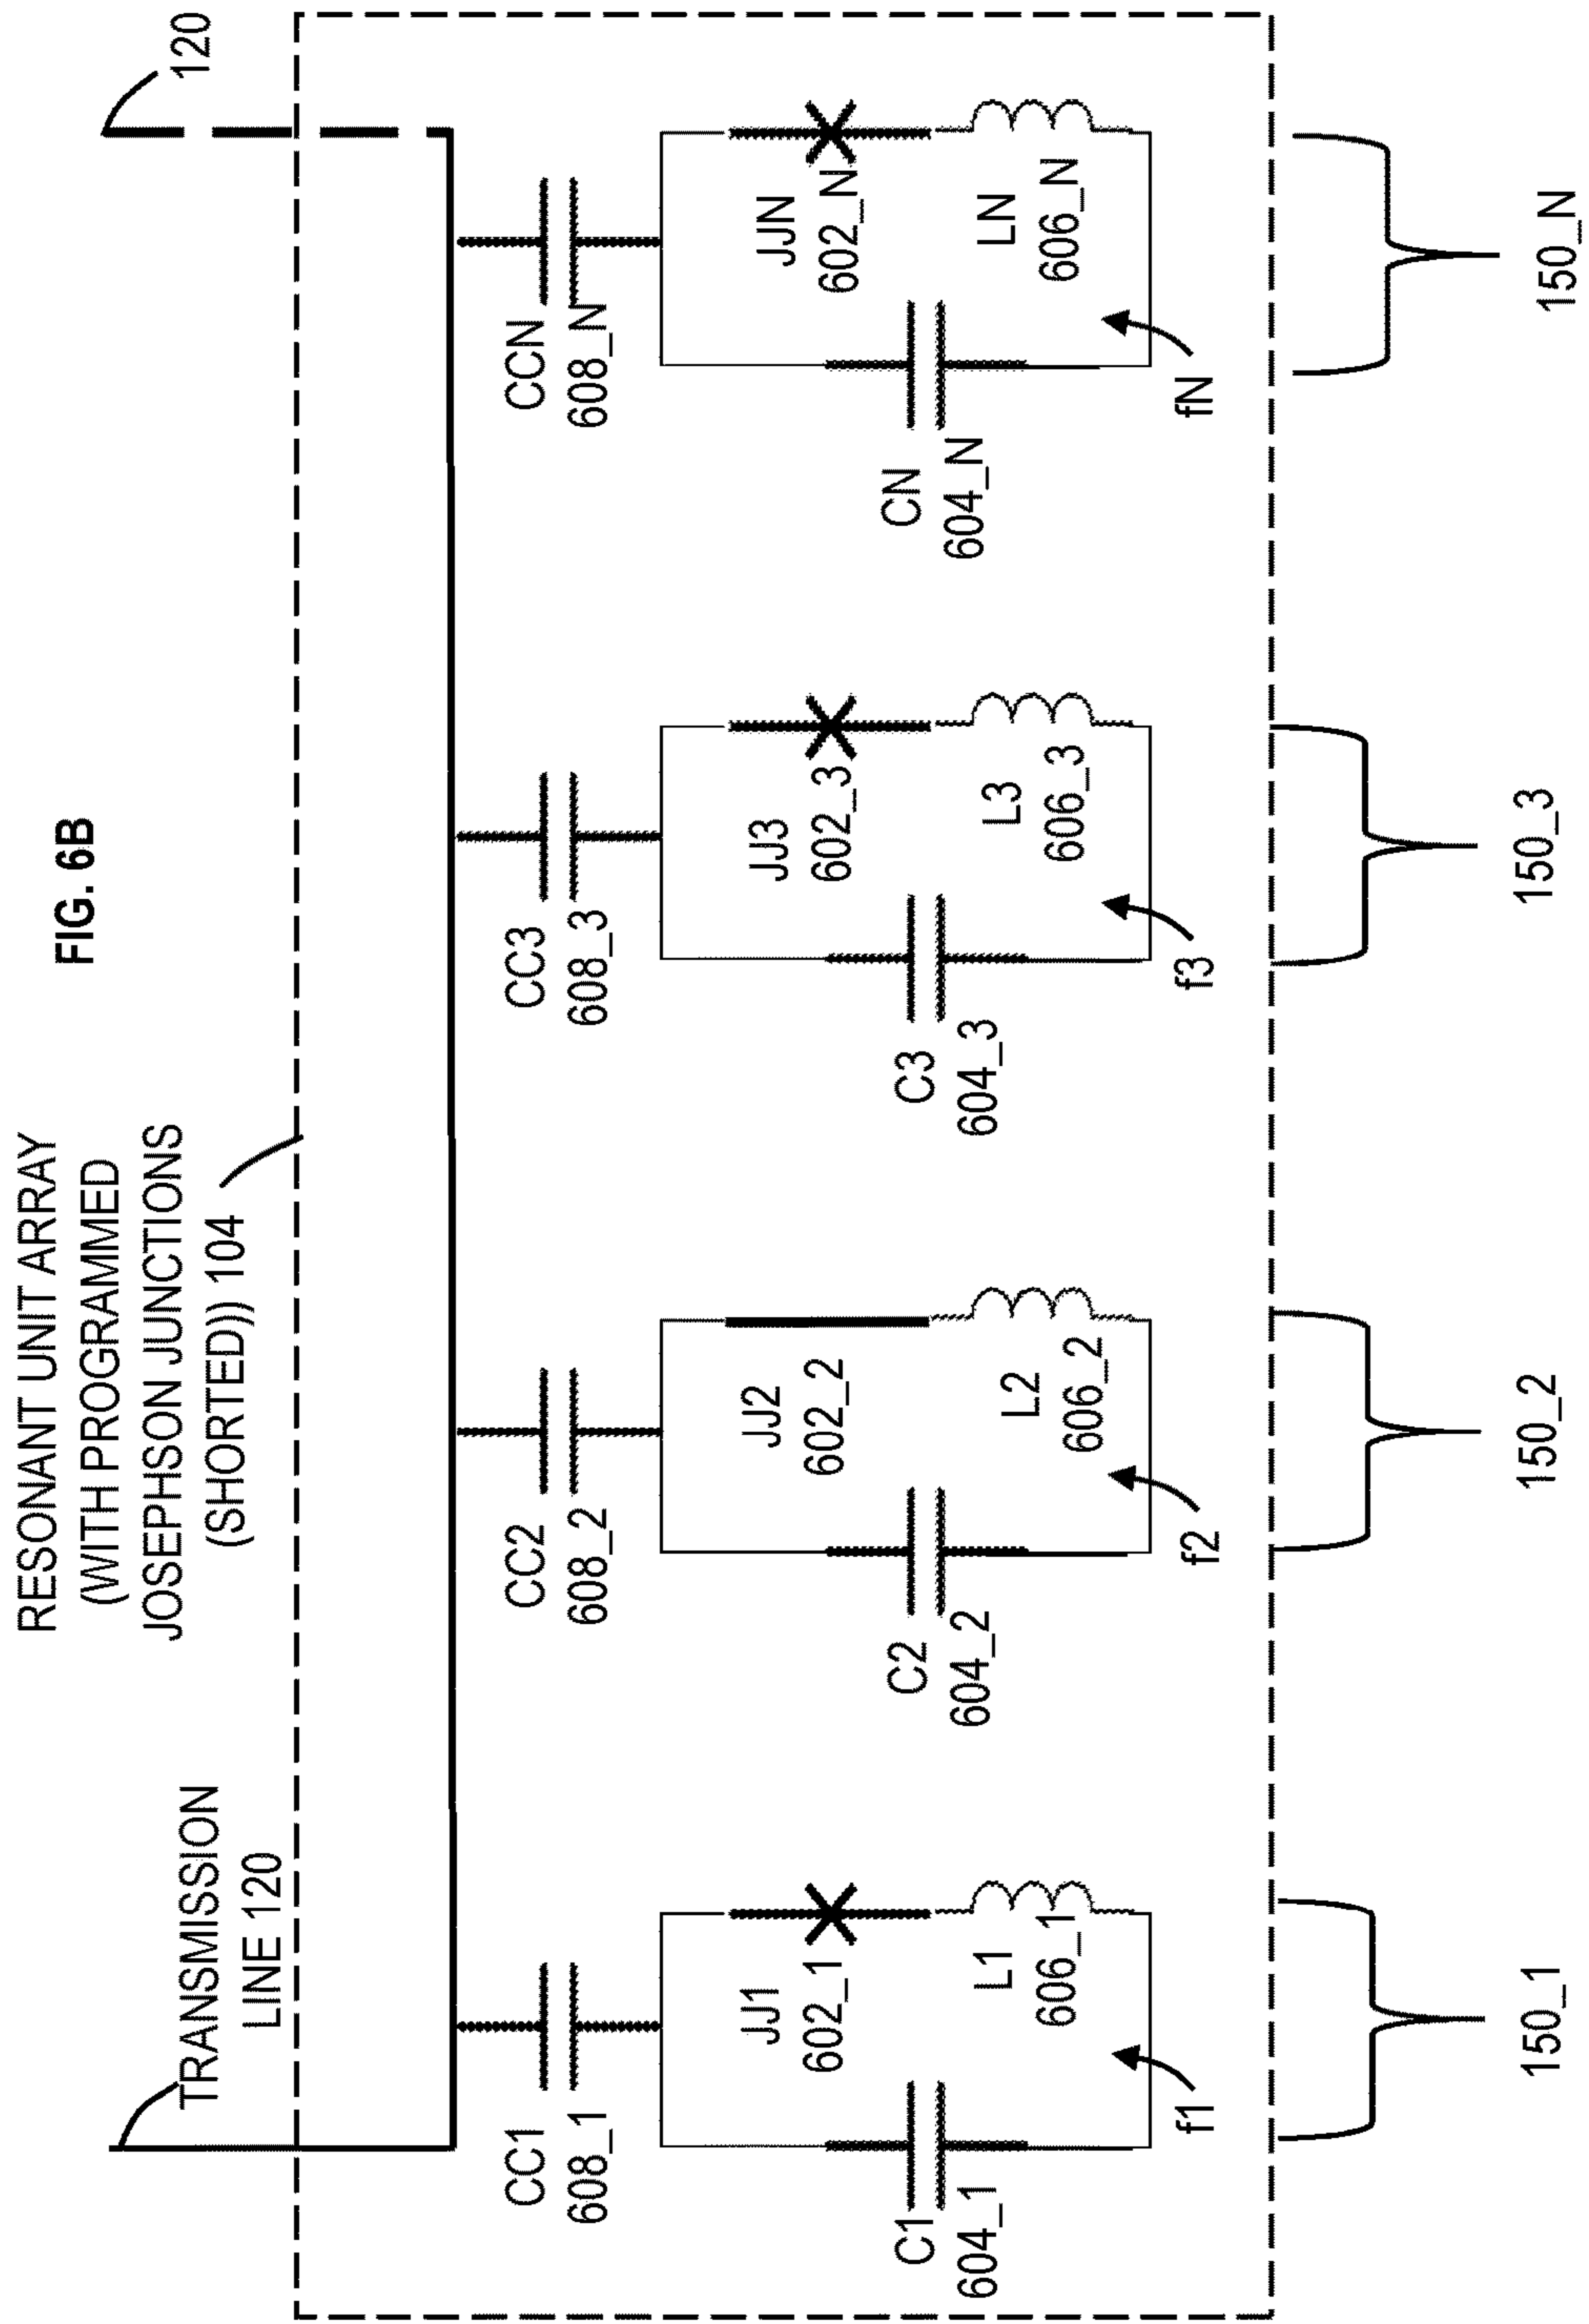 RESONANT UNIT ARRAY
(WITH PROGRAMMED
JOSEPHSON JUNCTIONS
(SHORTED)) 104
FIG. 6B
TRANSMISSION
LINE 120
120
CC1
608_1
CC2
608_2
CC3
608_3
CCN
608_N
JJ1
602_1
JJ2
602_2
JJ3
602_3
JJN
602_N
C1
604_1
L1
606_1
C2
604_2
L2
606_2
C3
604_3
L3
606_3
CN
604_N
LN
606_N
f1
f2
f3
fN
150_1
150_2
150_3
150_N